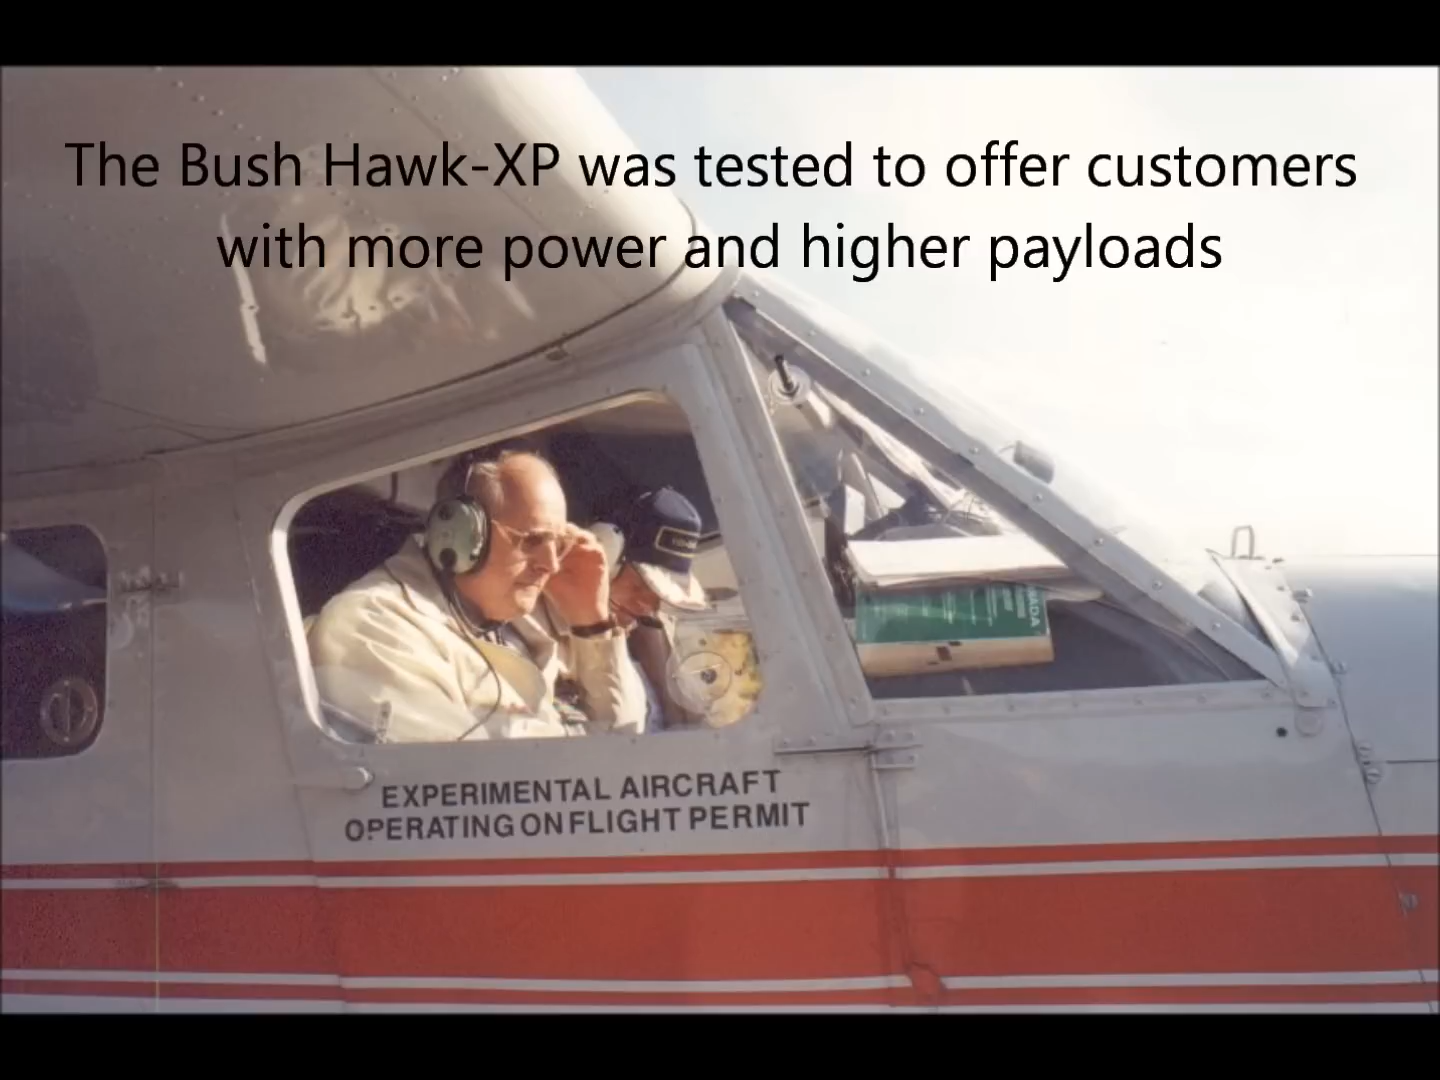 The Bush Hawk-XP was tested to offer customers
with more power and higher payloads
CANADA
EXPERIMENTAL AIRCRAFT
OPERATING ON FLIGHT PERMIT